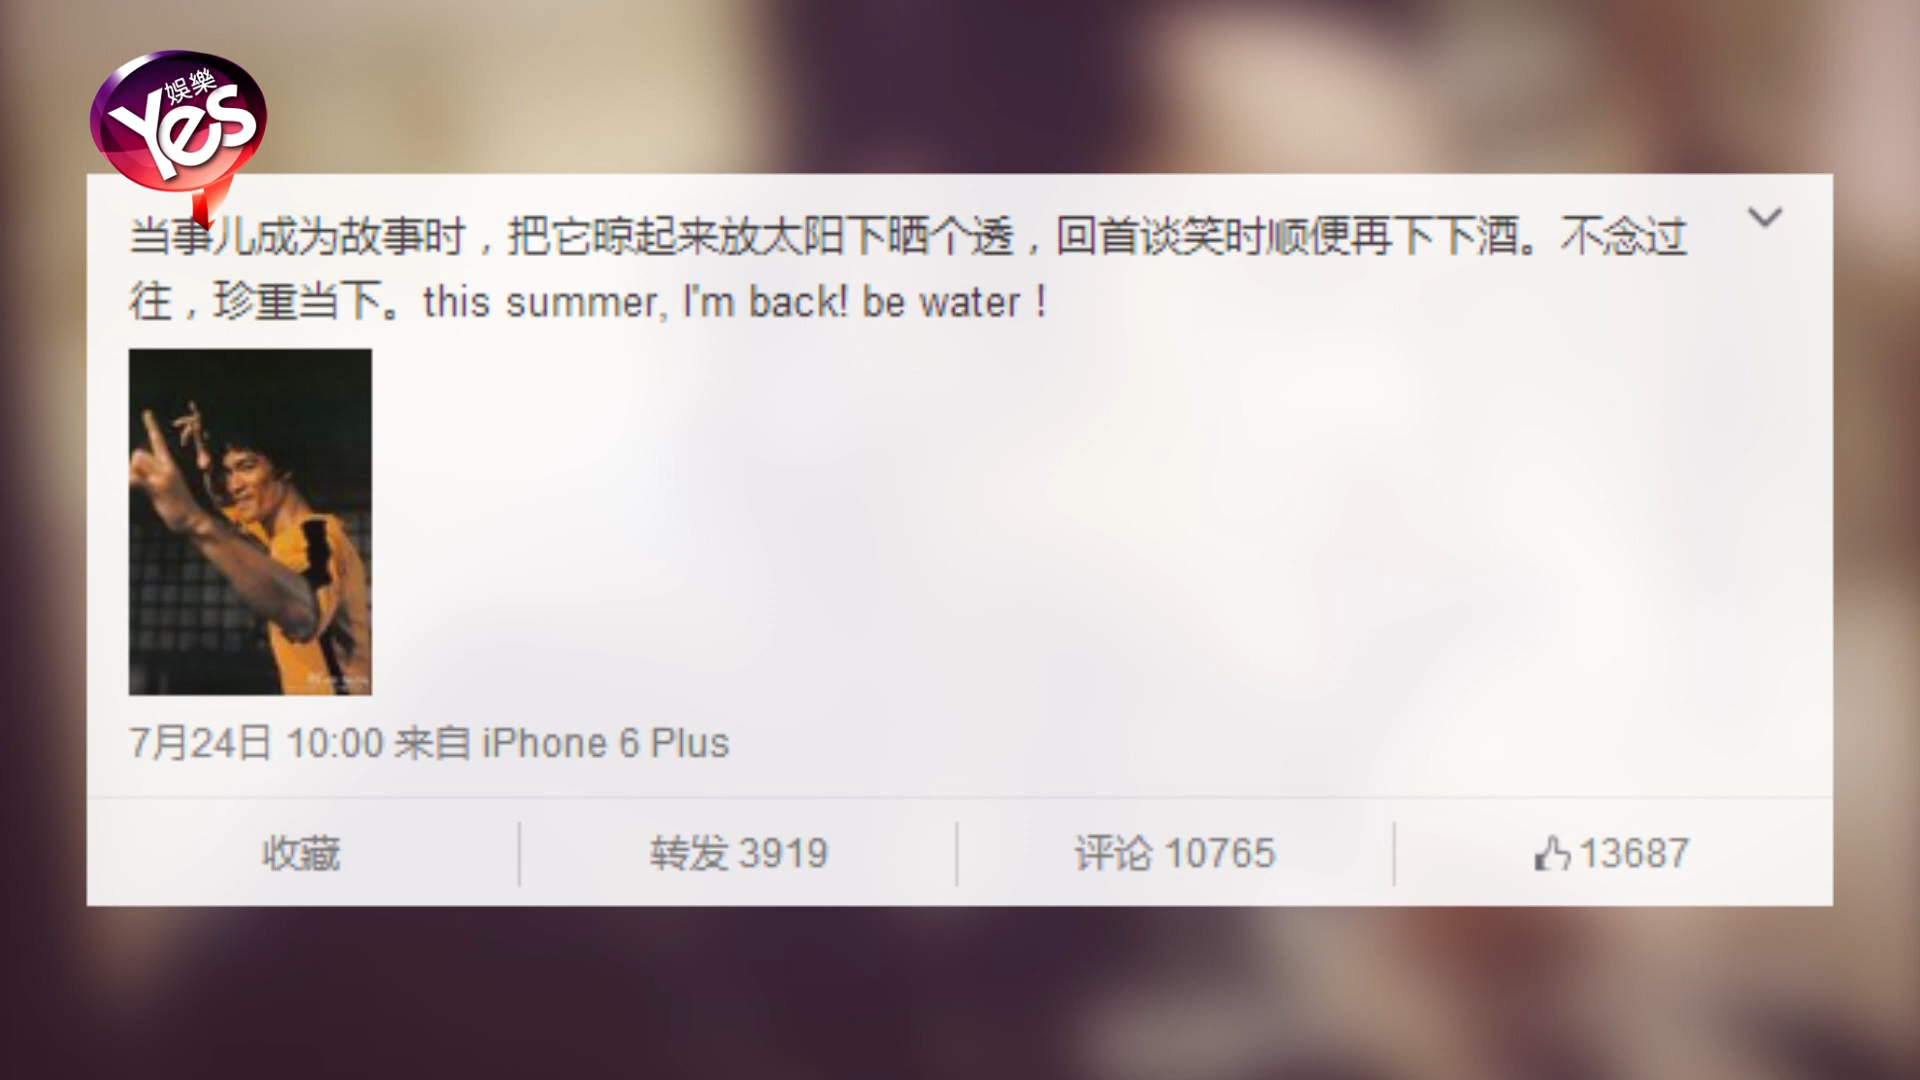 娛樂
Yes
当事儿成为故事时，把它晾起来放太阳下晒个透，回首谈笑时顺便再下下酒。不念过
往，珍重当下。this summer, I'm back! be water！
7月24日 10:00 来自 iPhone 6 Plus
收藏
转发 3919
评论 10765
13687